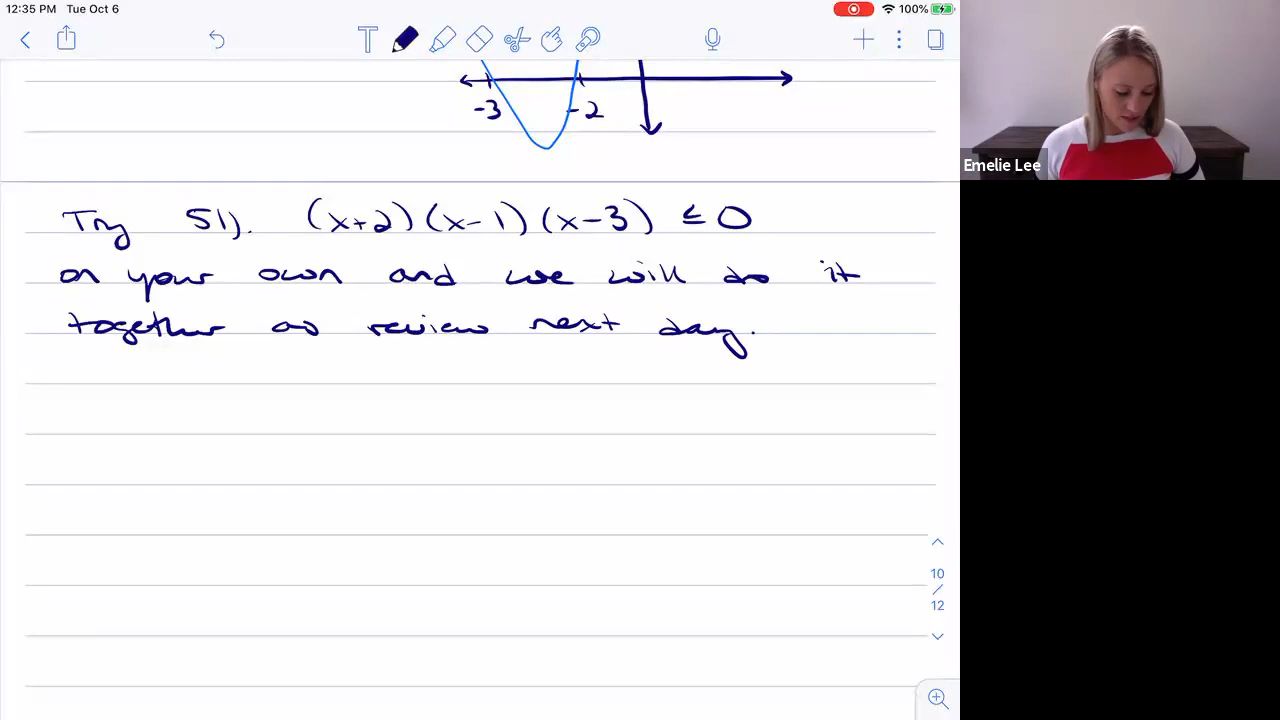 12:35 PM Tue Oct 6
100%
T
-3 -2
Emelie Lee
Try 51). (x+2)(x-1)(x-3) ≤ 0
on your own and we will do it
together as review next day.
10
/
12